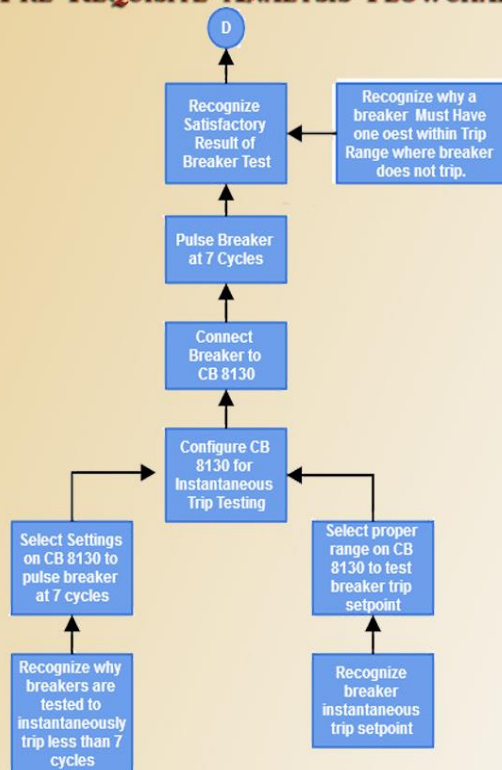 PRE-REQUISITE ANALYSIS FLOWCHA
D
Recognize
Satisfactory
Result of
Breaker Test
Recognize why a
breaker Must Have
one oest within Trip
Range where breaker
does not trip.
Pulse Breaker
at 7 Cycles
Connect
Breaker to
CB 8130
Configure CB
8130 for
Instantaneous
Trip Testing
Select Settings
on CB 8130 to
pulse breaker
at 7 cycles
Select proper
range on CB
8130 to test
breaker trip
setpoint
Recognize why
breakers are
tested to
instantaneously
trip less than 7
cycles
Recognize
breaker
instantaneous
trip setpoint